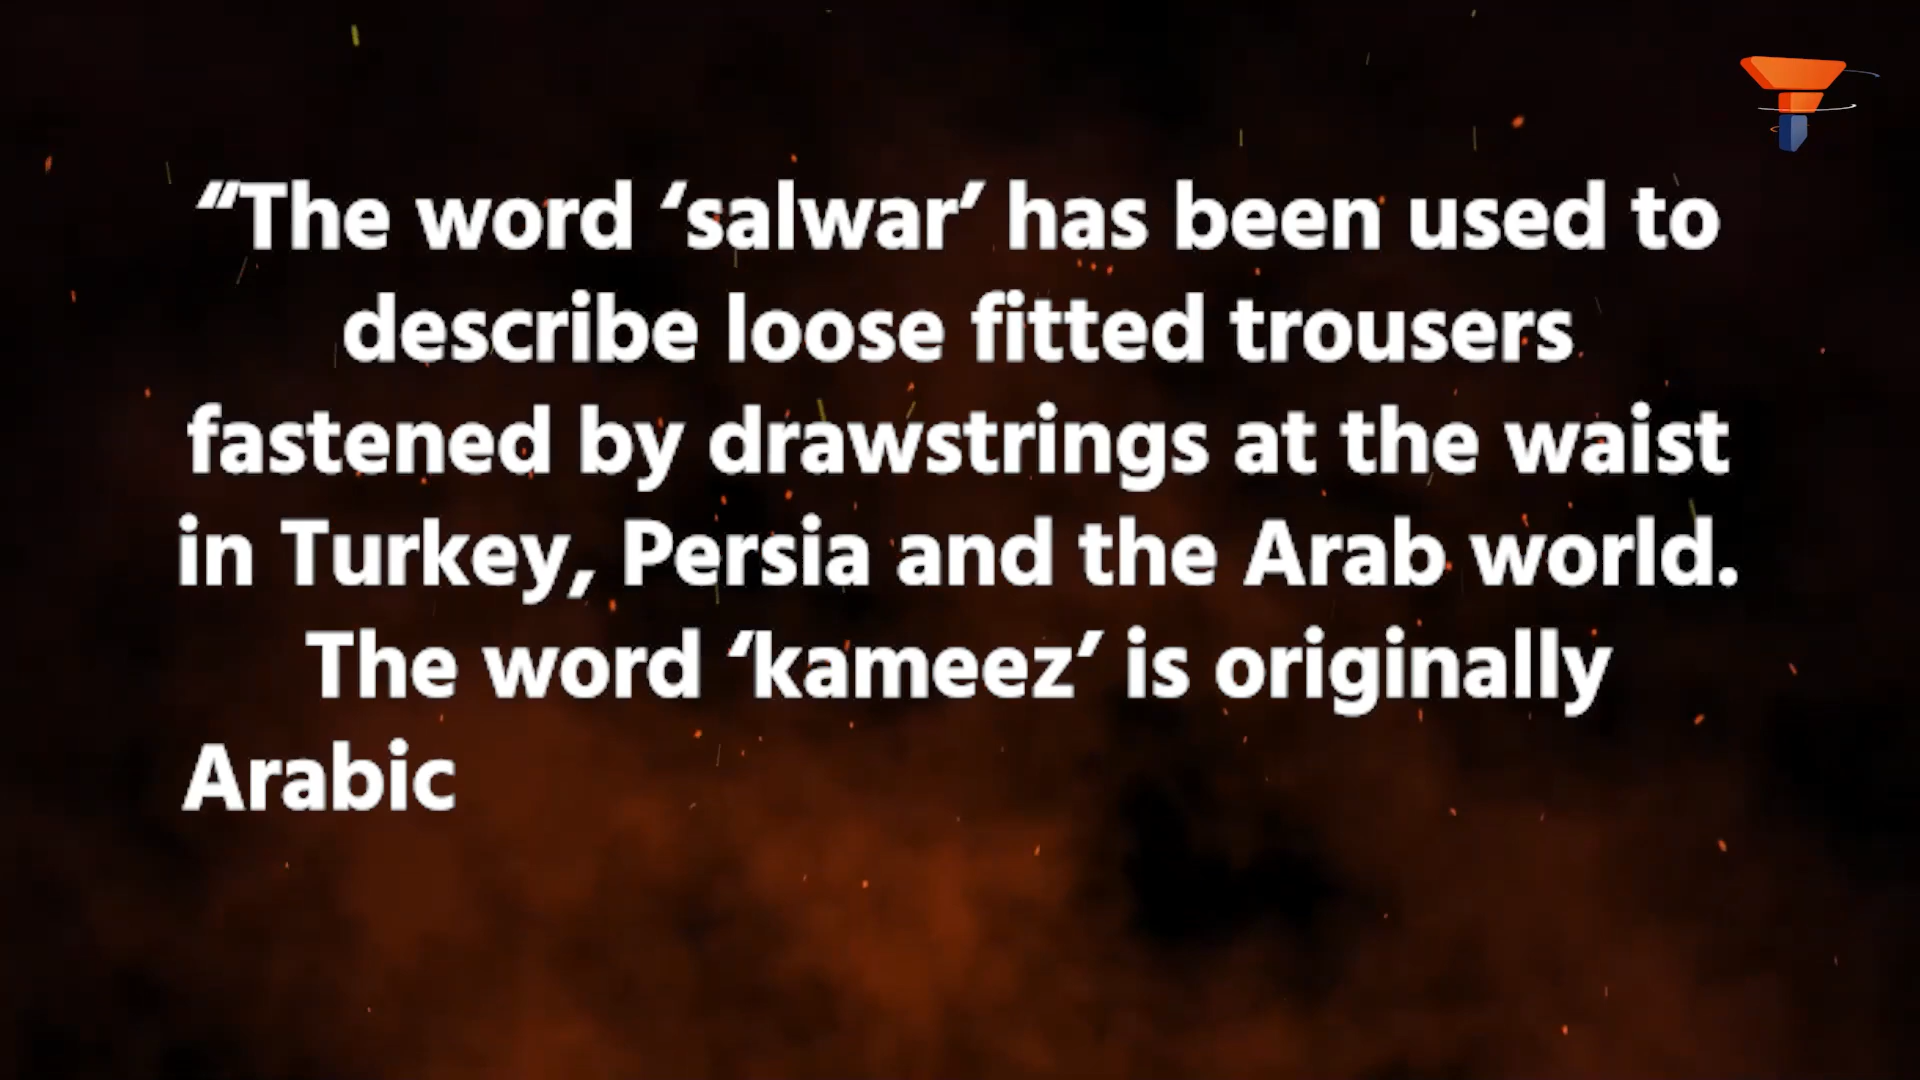 “The word ‘salwar’ has been used to
describe loose fitted trousers
fastened by drawstrings at the waist
in Turkey, Persia and the Arab world.
The word ‘kameez’ is originally
Arabic